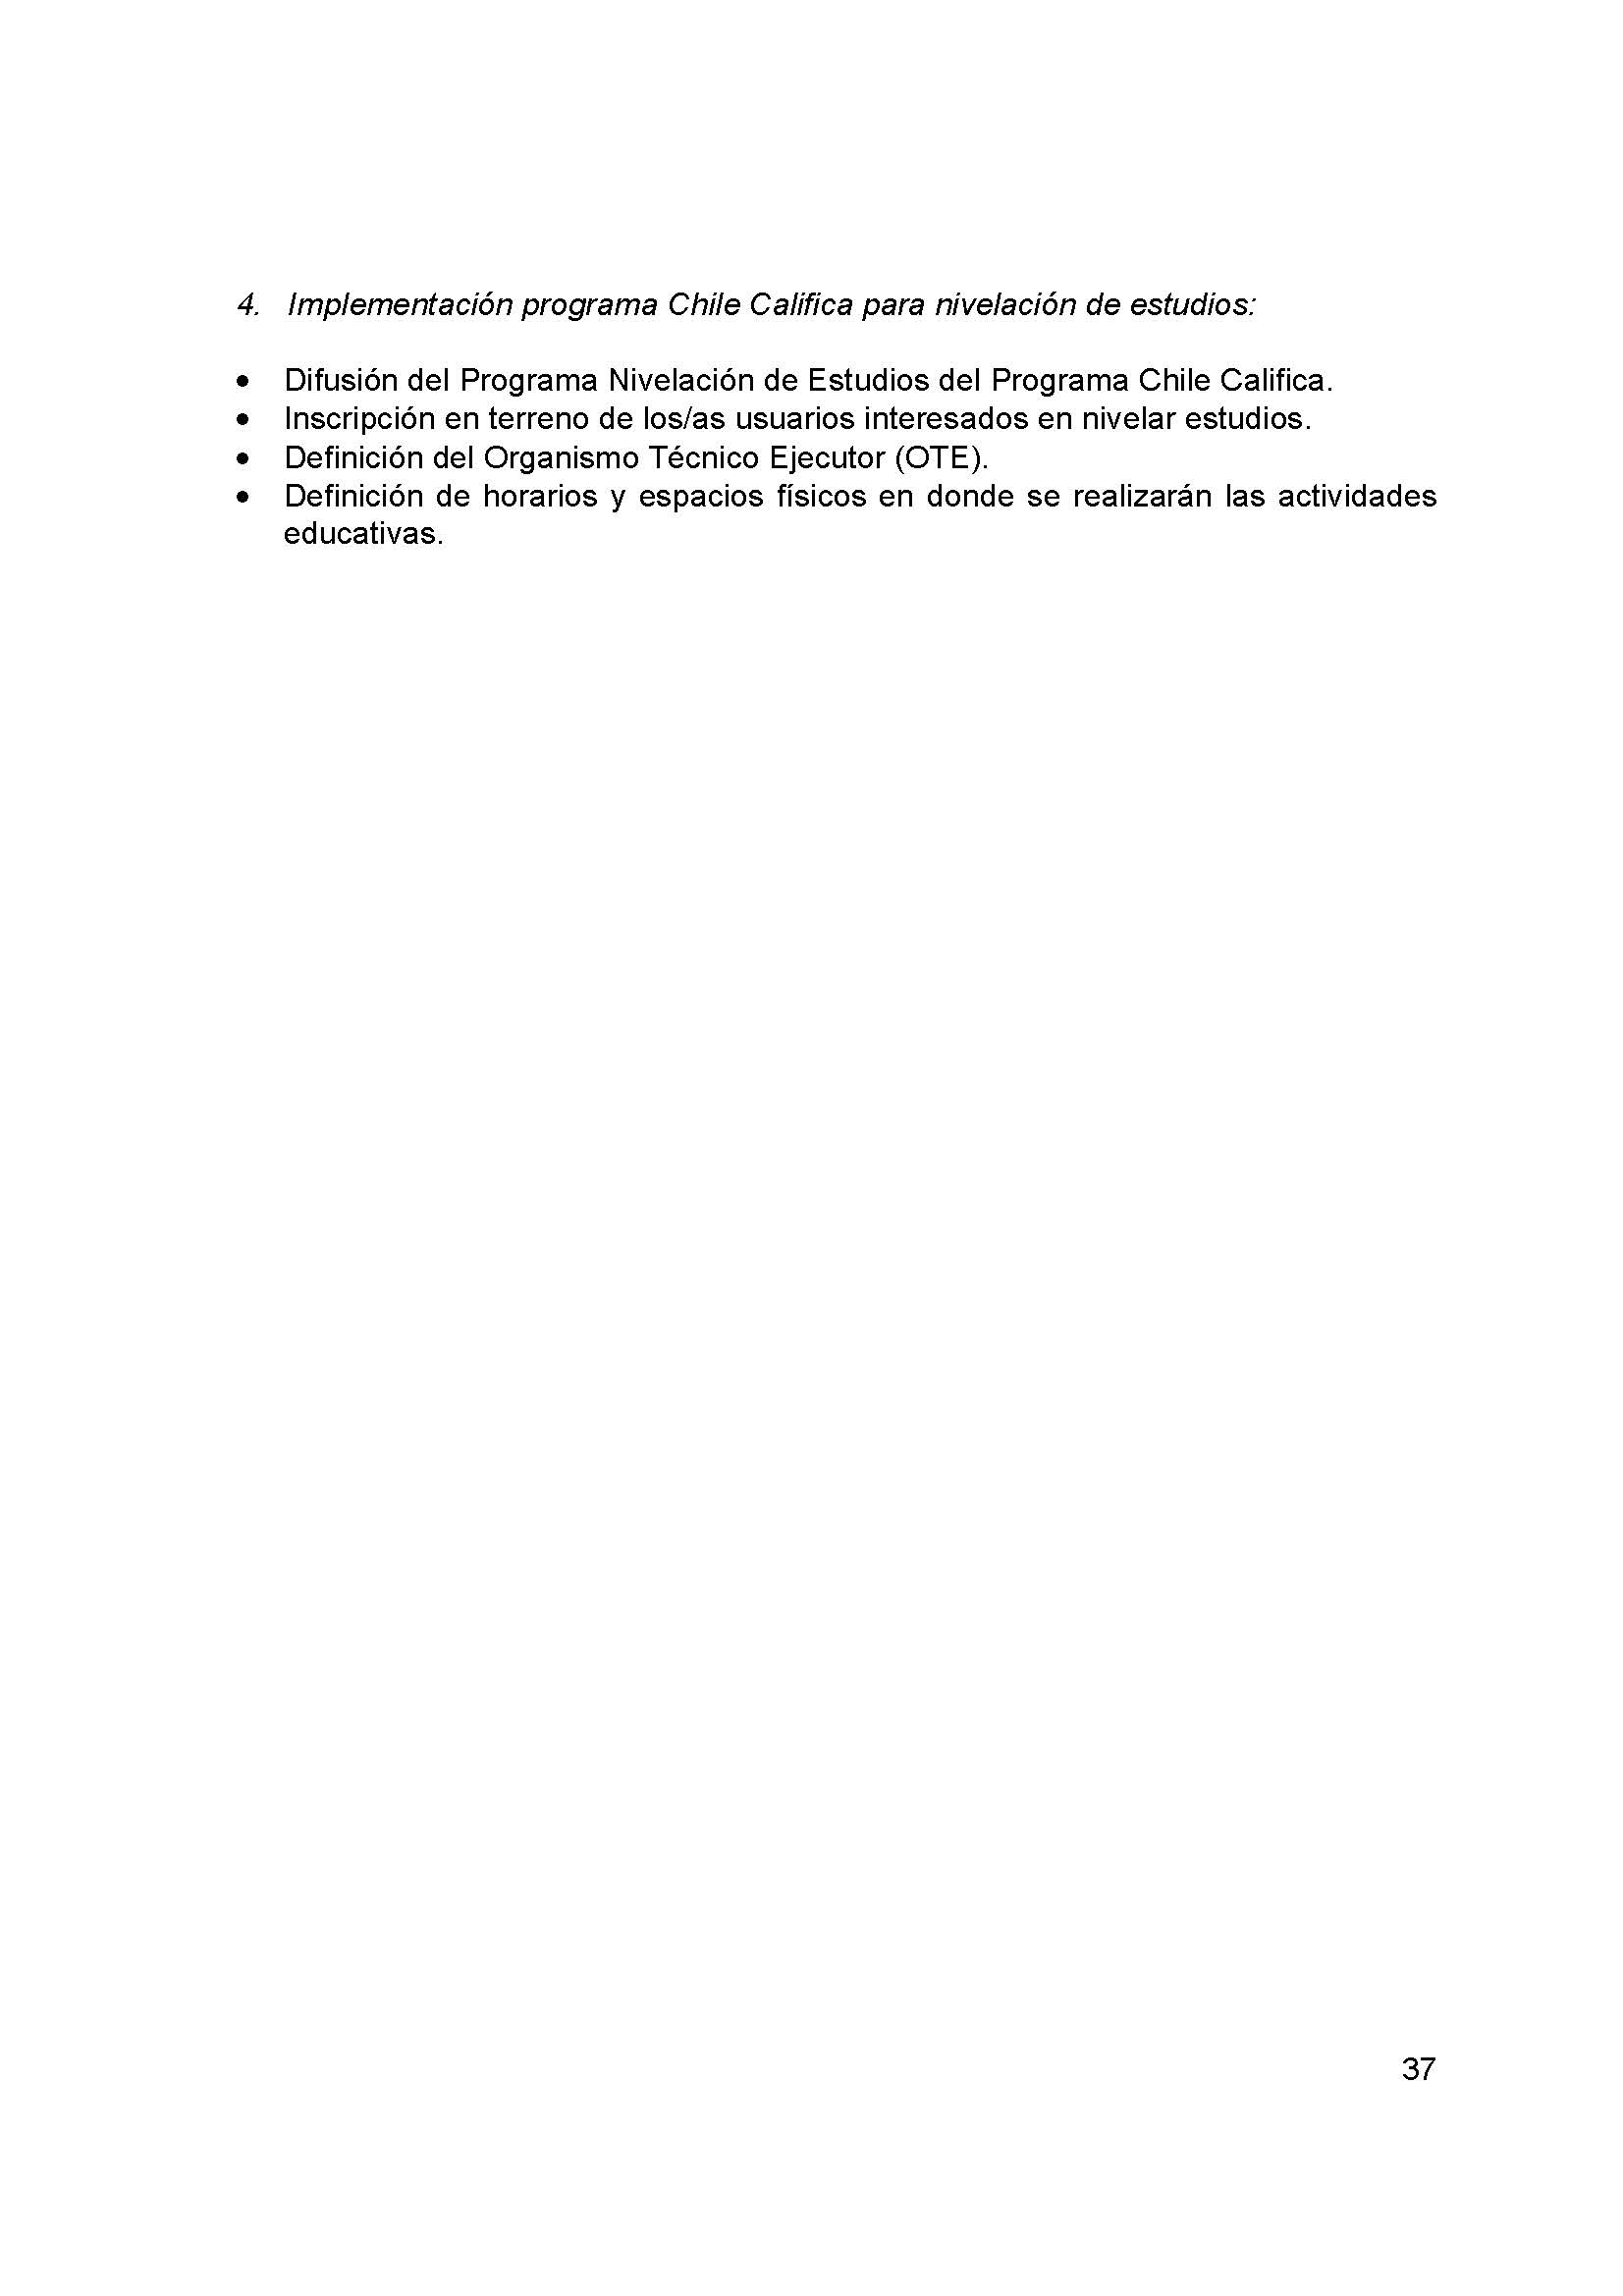 4. Implementación programa Chile Califica para nivelación de estudios:
• Difusión del Programa Nivelación de Estudios del Programa Chile Califica.
• Inscripción en terreno de los/as usuarios interesados en nivelar estudios.
• Definición del Organismo Técnico Ejecutor (OTE).
• Definición de horarios y espacios físicos en donde se realizarán las actividades
educativas.
37